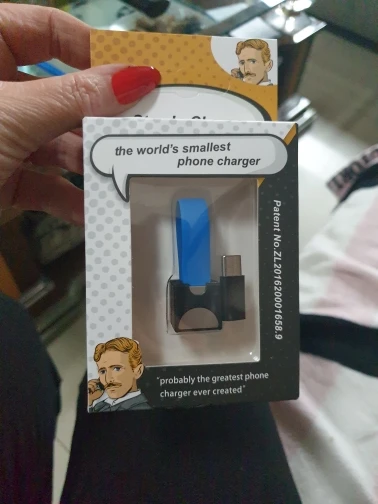 the world's smallest
phone charger
Patent No.ZL201620001658.9
"probably the greatest phone
charger ever created"